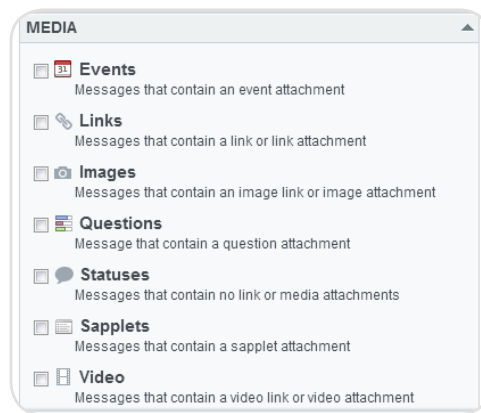 MEDIA
31 Events
Messages that contain an event attachment
Links
Messages that contain a link or link attachment
Images
Messages that contain an image link or image attachment
Questions
Message that contain a question attachment
Statuses
Messages that contain no link or media attachments
Sapplets
Messages that contain a sapplet attachment
Video
Messages that contain a video link or video attachment